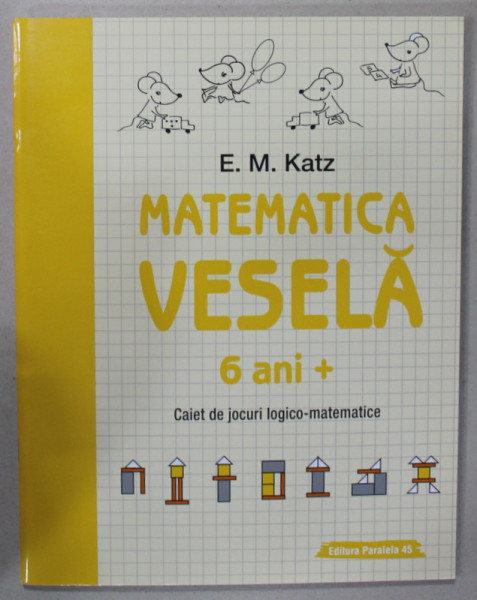 E. M. Katz
MATEMATICA
VESELĂ
6 ani +
Caiet de jocuri logico-matematice
Editura Paralela 45